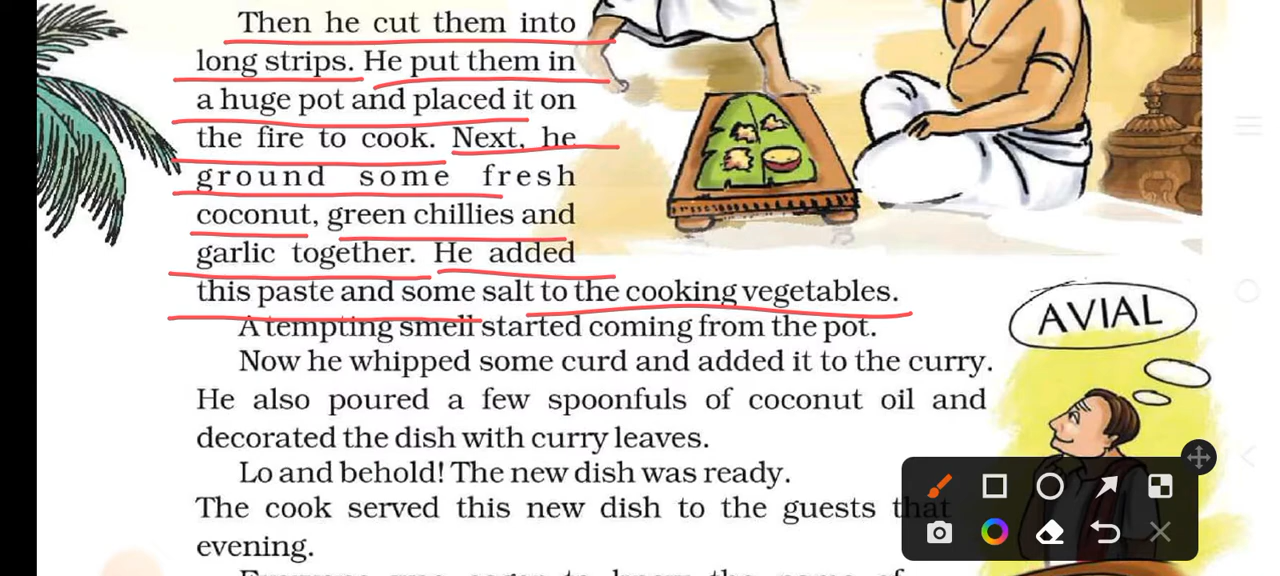 Then he cut them into
long strips. He put them in
a huge pot and placed it on
the fire to cook. Next, he
ground some fresh
coconut, green chillies and
garlic together. He added
this paste and some salt to the cooking vegetables.
A tempting smell started coming from the pot.
Now he whipped some curd and added it to the curry.
He also poured a few spoonfuls of coconut oil and
decorated the dish with curry leaves.
Lo and behold! The new dish was ready.
The cook served this new dish to the guests that
evening.
AVIAL